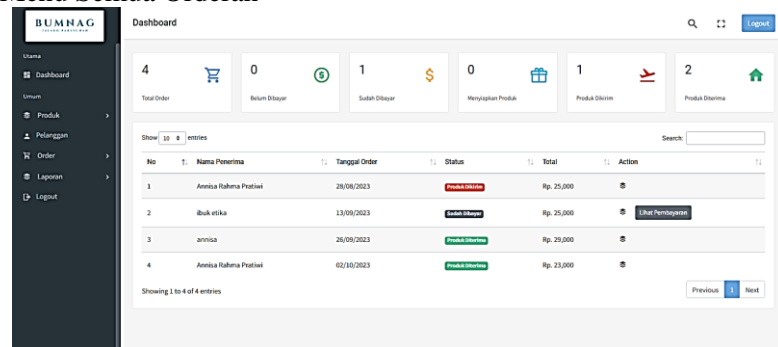 Menu Semua Orderan
BUMNAG
Dashboard
Logout
Utama
Dashboard
Umum
Produk
Pelanggan
Order
Laporan
Logout
4
Total Order
0
Belum Dibayar
1
Sudah Dibayar
0
Menyiapkan Produk
1
Produk Dikirim
2
Produk Diterima
Show 10 entries
Search:
No Nama Penerima Tanggal Order Status Total Action
1 Annisa Rahma Pratiwi 28/08/2023 Produk Dikirim Rp. 25,000
2 ibuk etika 13/09/2023 Sudah Dibayar Rp. 25,000 Lihat Pembayaran
3 annisa 26/09/2023 Produk Diterima Rp. 29,000
4 Annisa Rahma Pratiwi 02/10/2023 Produk Diterima Rp. 23,000
Showing 1 to 4 of 4 entries
Previous 1 Next